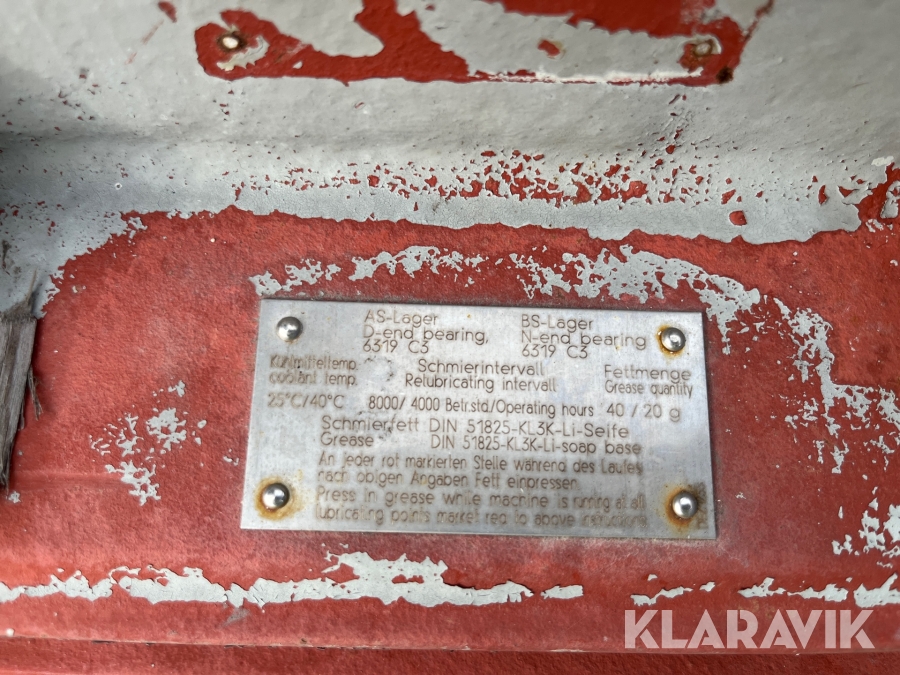 AS-Lager BS-Lager
D-end bearing, N-end bearing
6319 C3 6319 C3
Kühlmitteltemp. Schmierintervall Fettmenge
coolant temp. Relubricating intervall Grease quantity
25°C/40°C 8000/ 4000 Betr.std./Operating hours 40 / 20 g
Schmierfett DIN 51825-KL3K-Li-Seife
Grease DIN 51825-KL3K-Li-soap base
An jeder rot markierten Stelle während des Laufes
nach obigen Angaben Fett einpressen.
Press in grease while machine is running at all
lubricating points market red to above
KLARAVIK